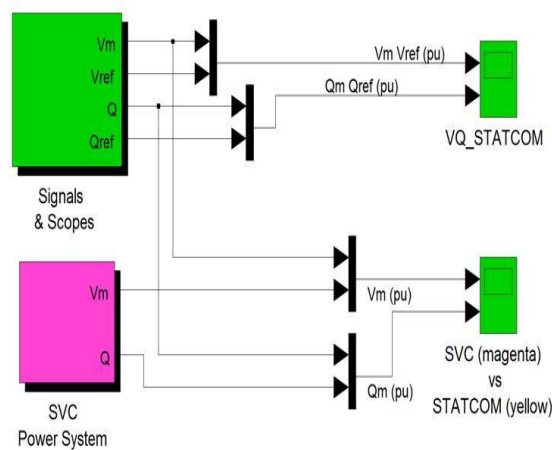 Vm
Vref
Q
Qref
Signals
& Scopes
Vm Vref (pu)
Qm Qref (pu)
VQ_STATCOM
Vm
Q
SVC
Power System
Vm (pu)
Qm (pu)
SVC (magenta)
vs
STATCOM (yellow)